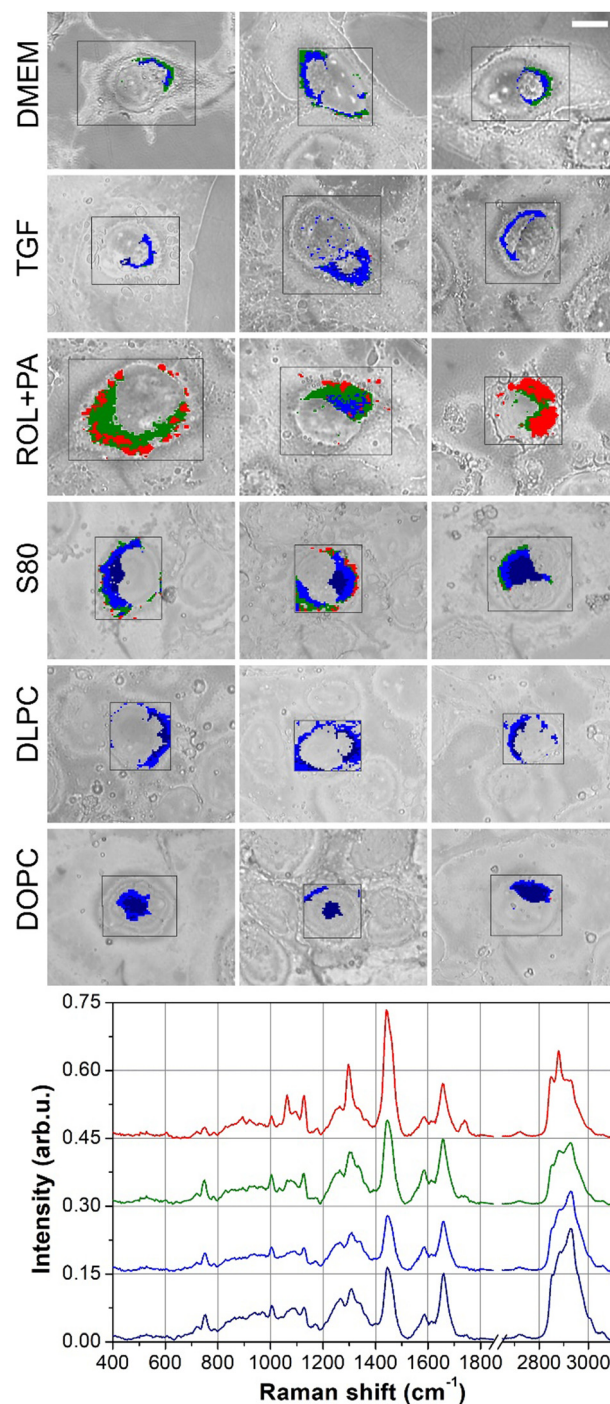 DMEM
TGF
ROL+PA
S80
DLPC
DOPC
0.75
0.60
0.45
0.30
0.15
0.00
Intensity (arb.u.)
400 600 800 1000 1200 1400 1600 1800 2800 3000
Raman shift (cm⁻¹)